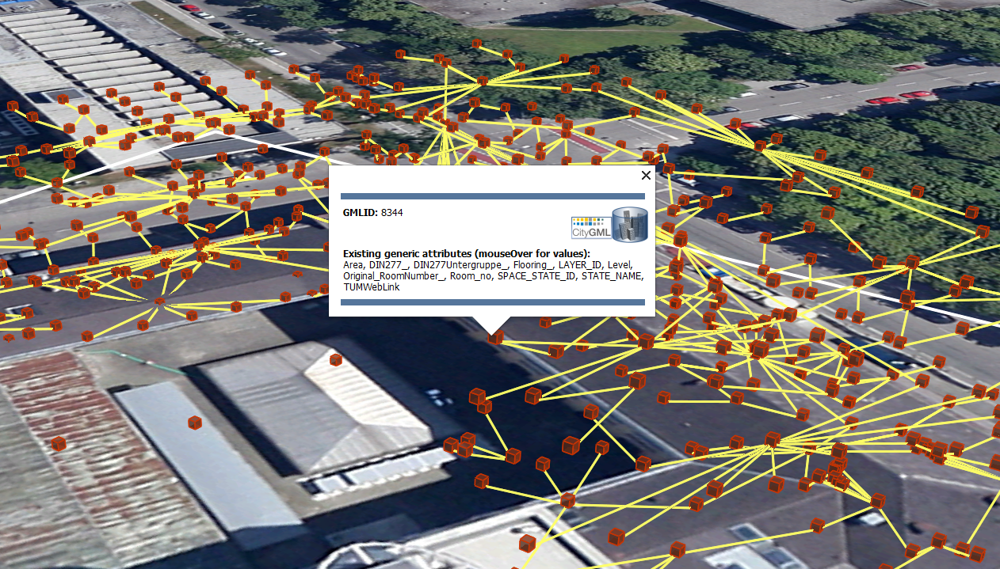 GMLID: 8344
CityGML
Existing generic attributes (mouseOver for values):
Area, DIN277_, DIN277Untergruppe_, Flooring_, LAYER_ID, Level,
Original_RoomNumber_, Room_no, SPACE_STATE_ID, STATE_NAME,
TUMWebLink